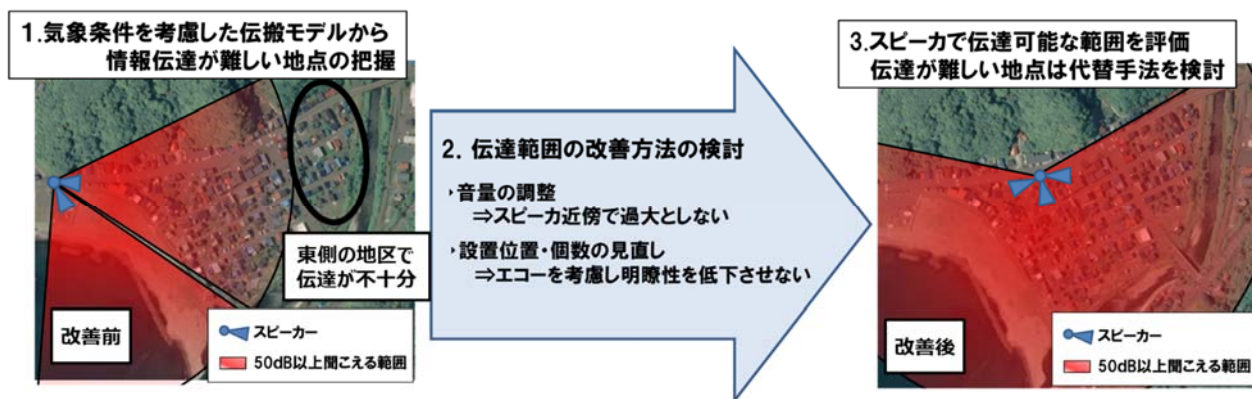 1.気象条件を考慮した伝搬モデルから
情報伝達が難しい地点の把握
東側の地区で
伝達が不十分
改善前
スピーカー
50dB以上聞こえる範囲
2. 伝達範囲の改善方法の検討
・音量の調整
⇒スピーカ近傍で過大としない
・設置位置・個数の見直し
⇒エコーを考慮し明瞭性を低下させない
3.スピーカで伝達可能な範囲を評価
伝達が難しい地点は代替手法を検討
改善後
スピーカー
50dB以上聞こえる範囲